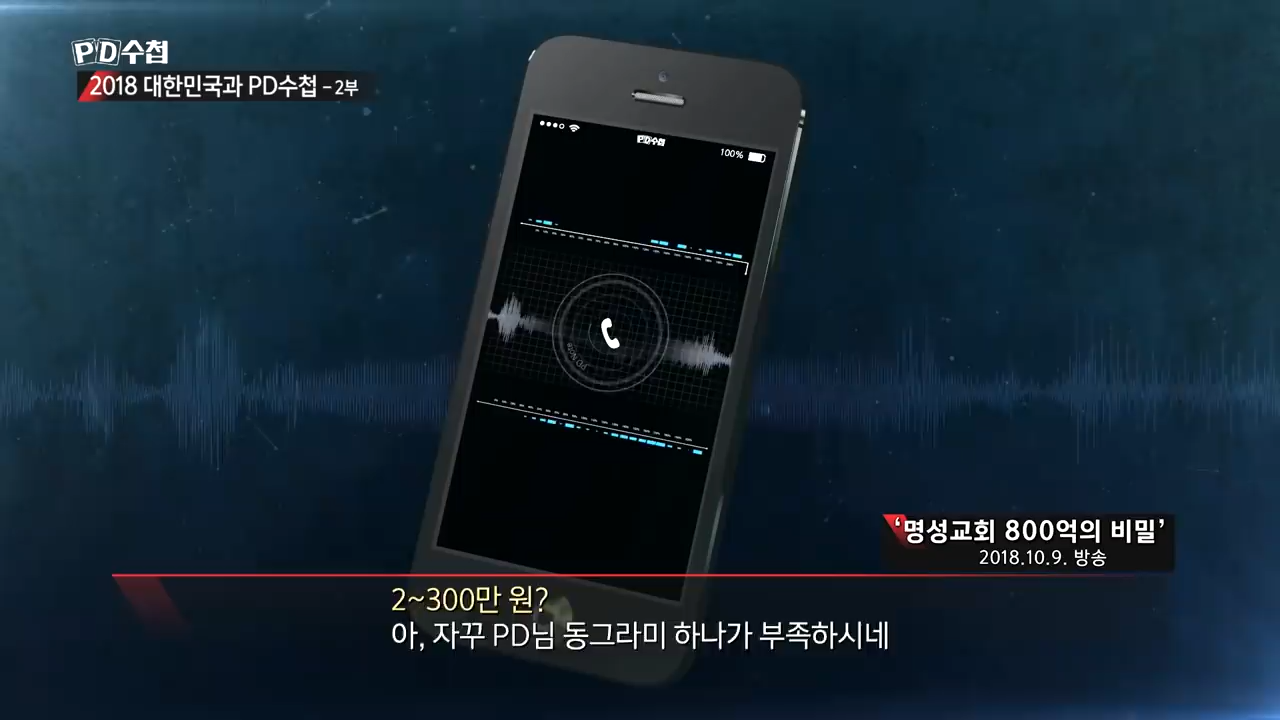 PD수첩
2018 대한민국과 PD수첩 - 2부
PD수첩
100%
PD Note
‘명성교회 800억의 비밀’
2018.10.9. 방송
2~300만 원?
아, 자꾸 PD님 동그라미 하나가 부족하시네